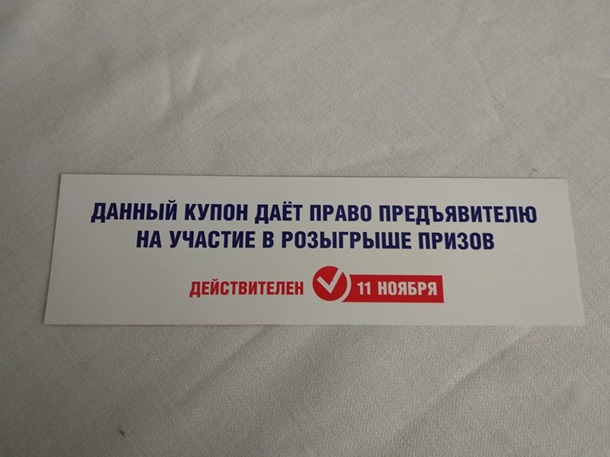 ДАННЫЙ КУПОН ДАЁТ ПРАВО ПРЕДЪЯВИТЕЛЮ
НА УЧАСТИЕ В РОЗЫГРЫШЕ ПРИЗОВ
ДЕЙСТВИТЕЛЕН 11 НОЯБРЯ